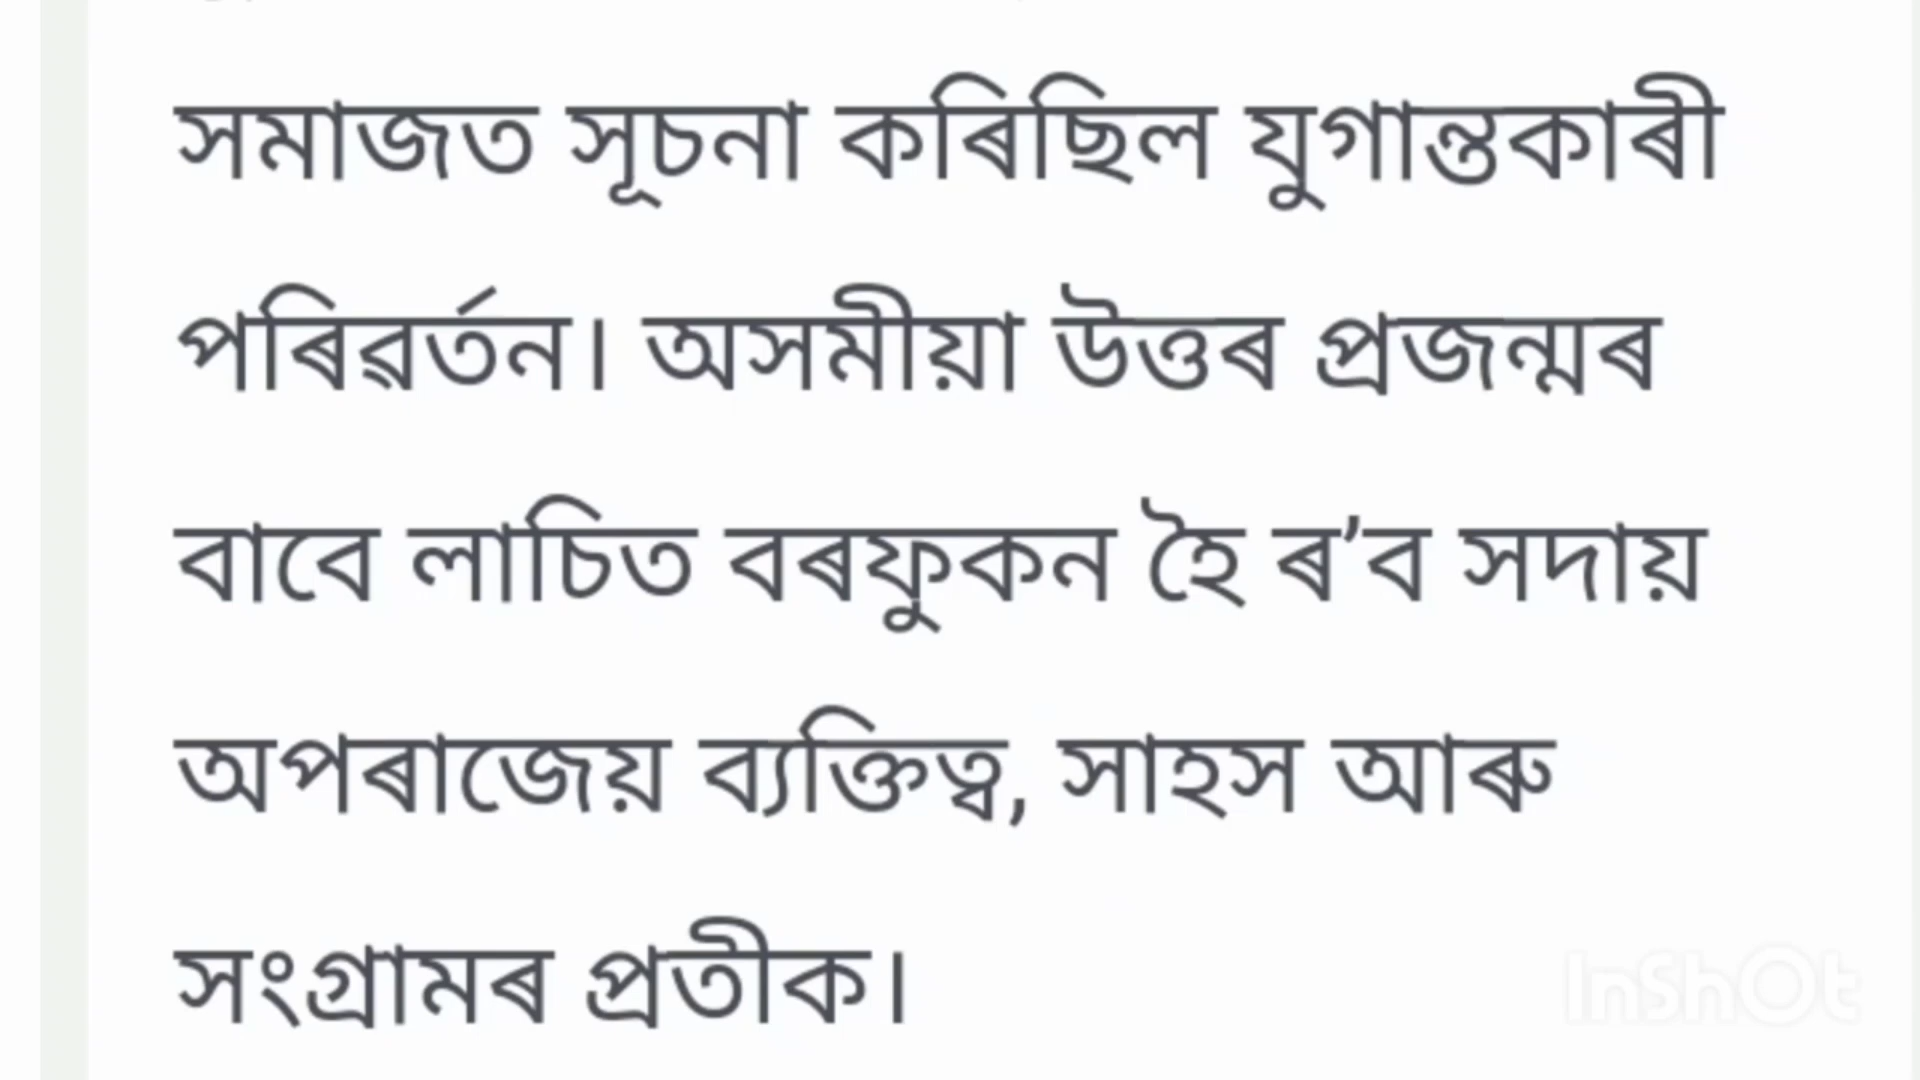 সমাজত সূচনা কৰিছিল যুগান্তকাৰী
পৰিৱৰ্তন। অসমীয়া উত্তৰ প্ৰজন্মৰ
বাবে লাচিত বৰফুকন হৈ ৰ’ব সদায়
অপৰাজেয় ব্যক্তিত্ব, সাহস আৰু
সংগ্ৰামৰ প্ৰতীক।
InShOt